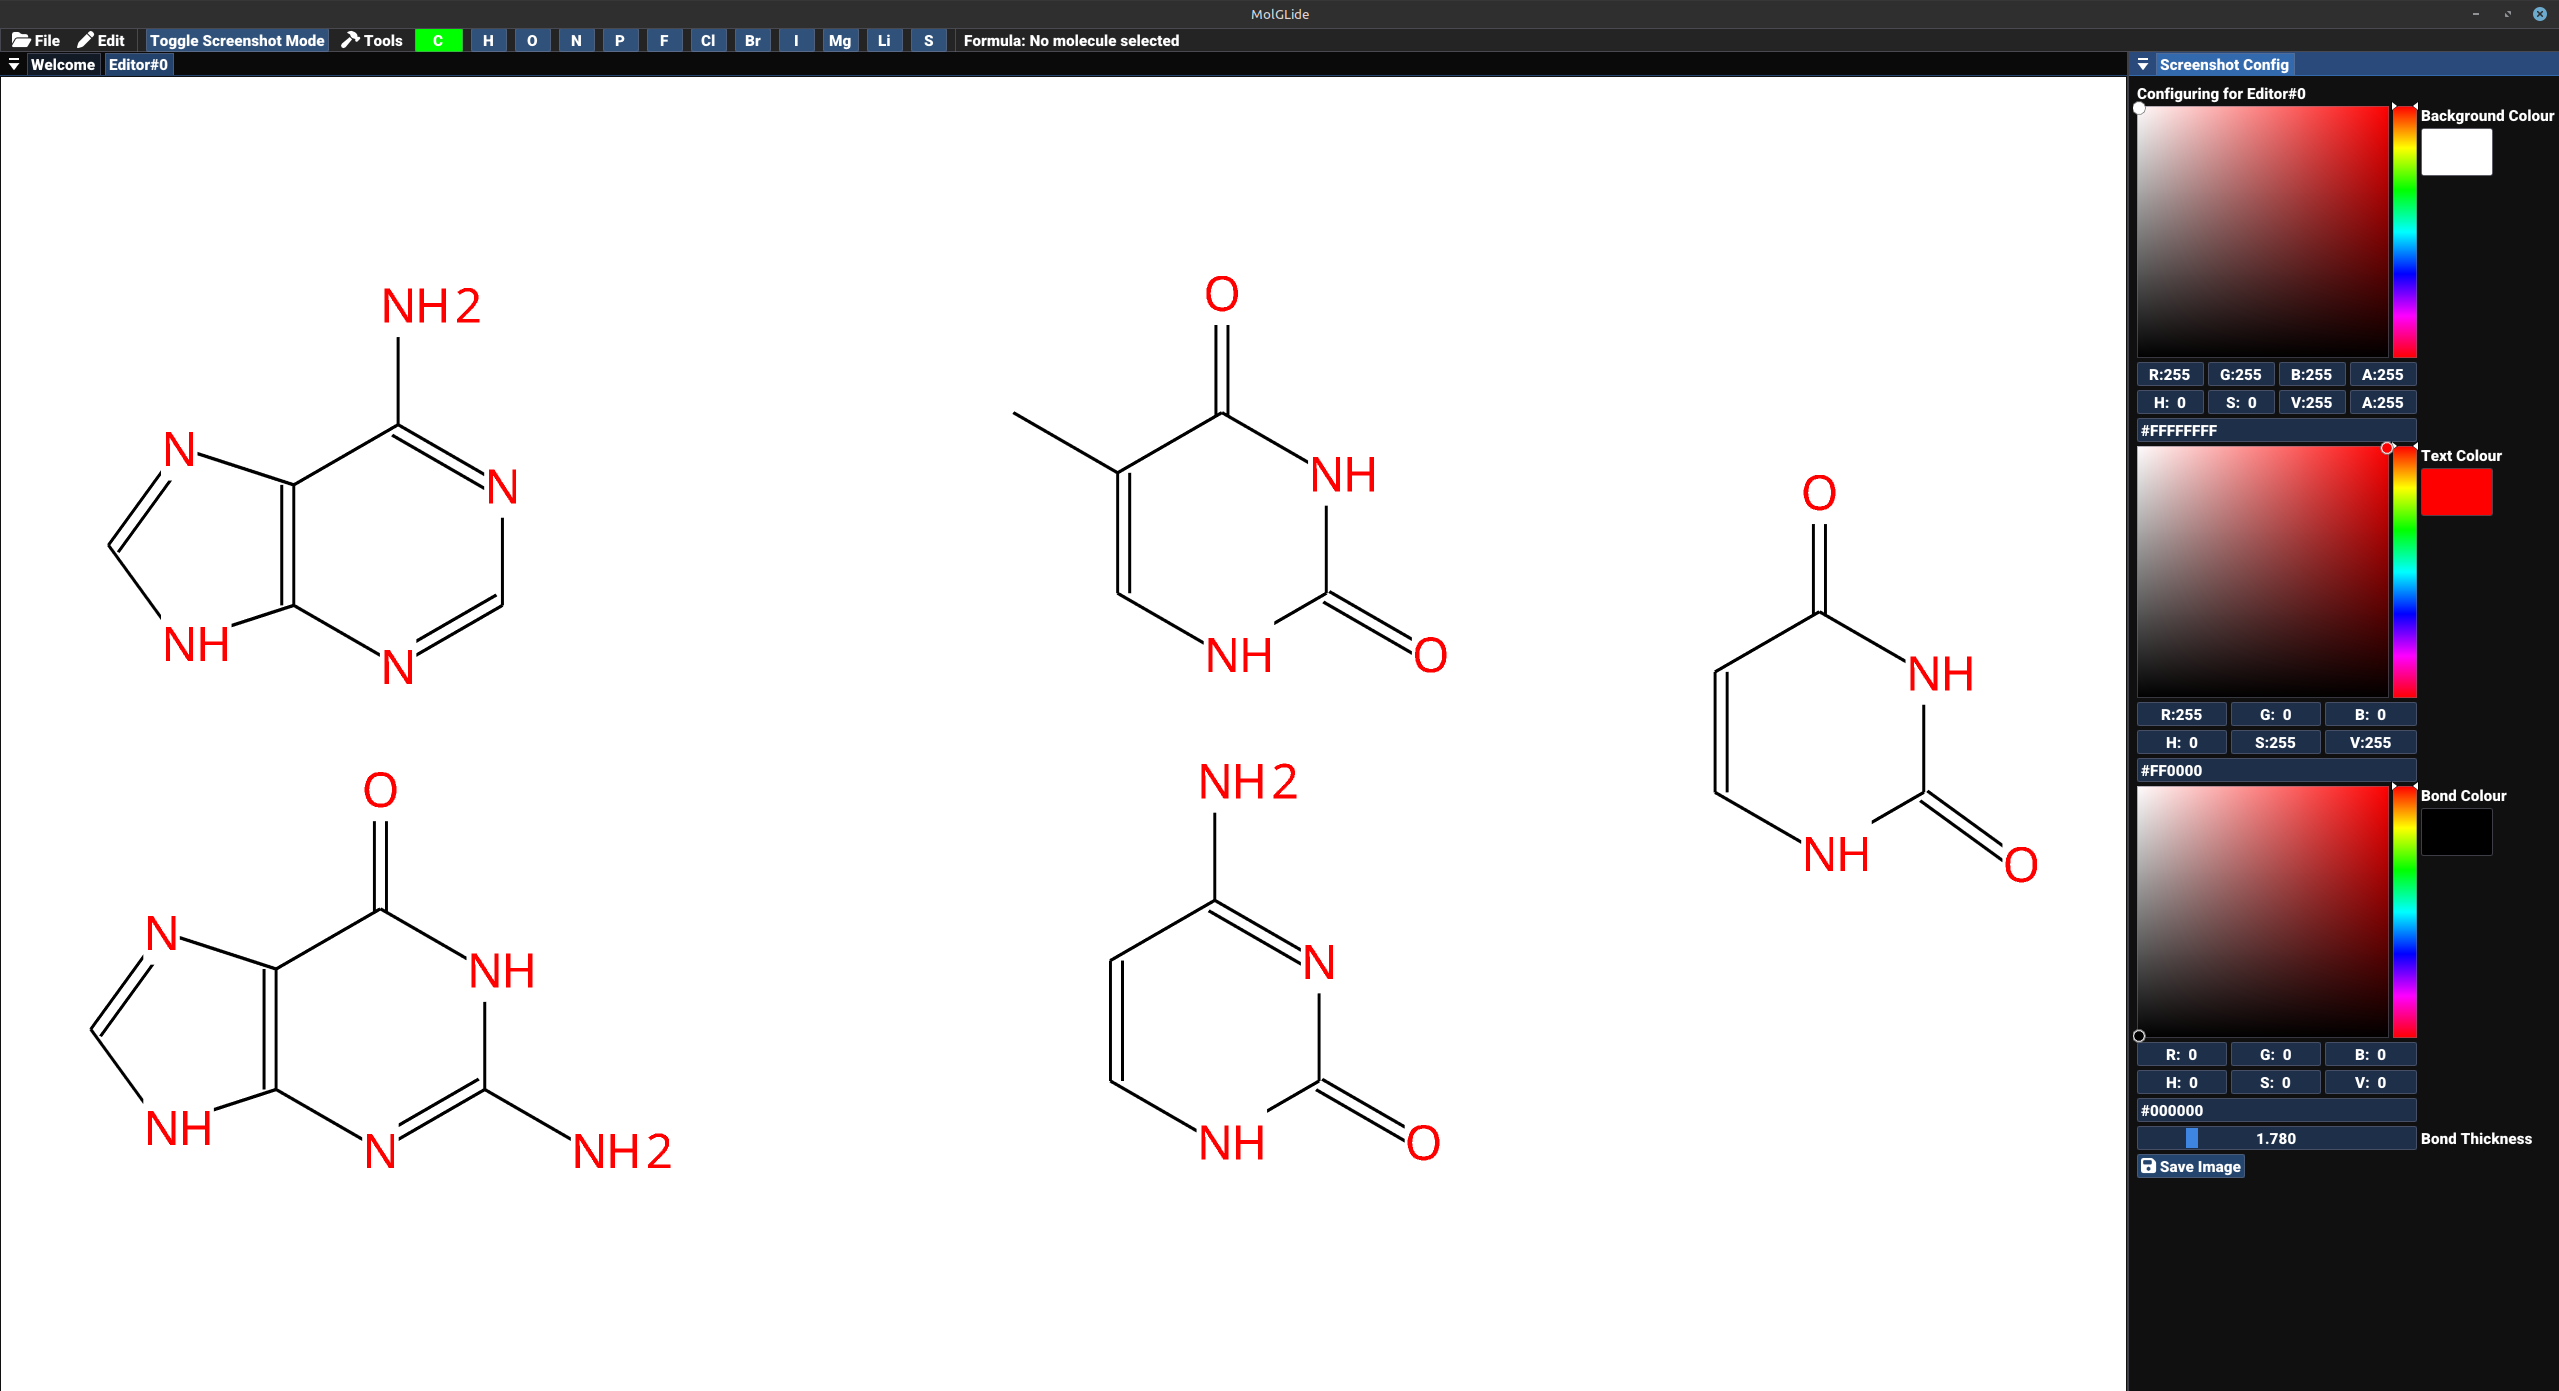 MolGLide
File Edit Toggle Screenshot Mode Tools C H O N P F Cl Br I Mg Li S Formula: No molecule selected
Welcome Editor#0
Screenshot Config
Configuring for Editor#0
Background Colour
R:255 G:255 B:255 A:255
H: 0 S: 0 V:255 A:255
#FFFFFFFF
Text Colour
R:255 G: 0 B: 0
H: 0 S:255 V:255
#FF0000
Bond Colour
R: 0 G: 0 B: 0
H: 0 S: 0 V: 0
#000000
1.780 Bond Thickness
Save Image
NH2
N
N
NH
N
O
NH
NH
O
O
NH
NH
O
O
N
NH
NH
N
NH2
NH2
N
NH
O